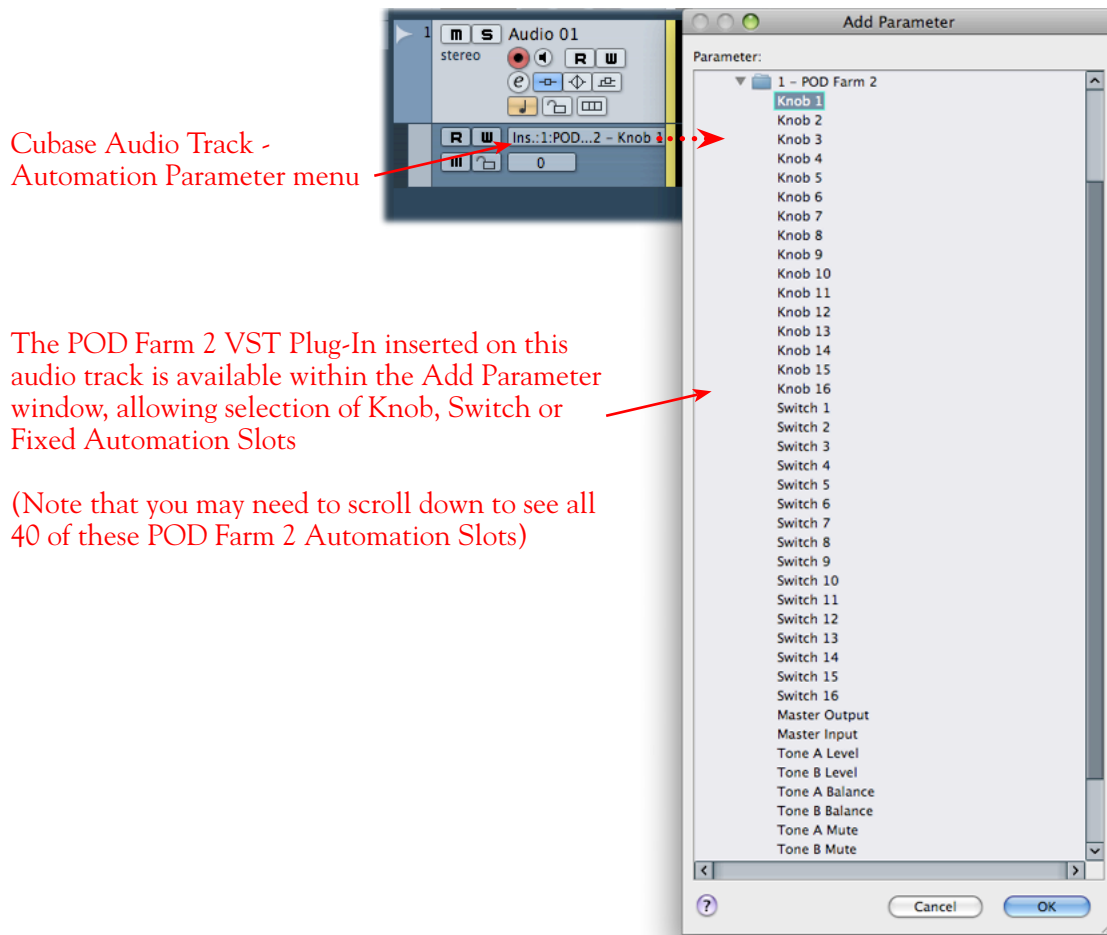 1 m S Audio 01
stereo
R W
e
R W Ins.:1:POD...2 – Knob 1
0
Cubase Audio Track -
Automation Parameter menu
The POD Farm 2 VST Plug-In inserted on this
audio track is available within the Add Parameter
window, allowing selection of Knob, Switch or
Fixed Automation Slots
(Note that you may need to scroll down to see all
40 of these POD Farm 2 Automation Slots)
Add Parameter
Parameter:
1 – POD Farm 2
Knob 1
Knob 2
Knob 3
Knob 4
Knob 5
Knob 6
Knob 7
Knob 8
Knob 9
Knob 10
Knob 11
Knob 12
Knob 13
Knob 14
Knob 15
Knob 16
Switch 1
Switch 2
Switch 3
Switch 4
Switch 5
Switch 6
Switch 7
Switch 8
Switch 9
Switch 10
Switch 11
Switch 12
Switch 13
Switch 14
Switch 15
Switch 16
Master Output
Master Input
Tone A Level
Tone B Level
Tone A Balance
Tone B Balance
Tone A Mute
Tone B Mute
? Cancel OK